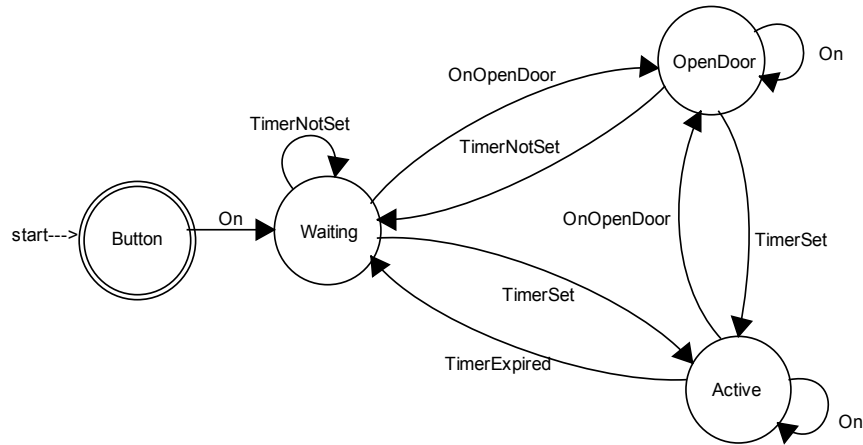 OpenDoor
On
OnOpenDoor
TimerNotSet
TimerNotSet
OnOpenDoor
On
start--->
Button
Waiting
TimerSet
TimerSet
TimerExpired
Active
On